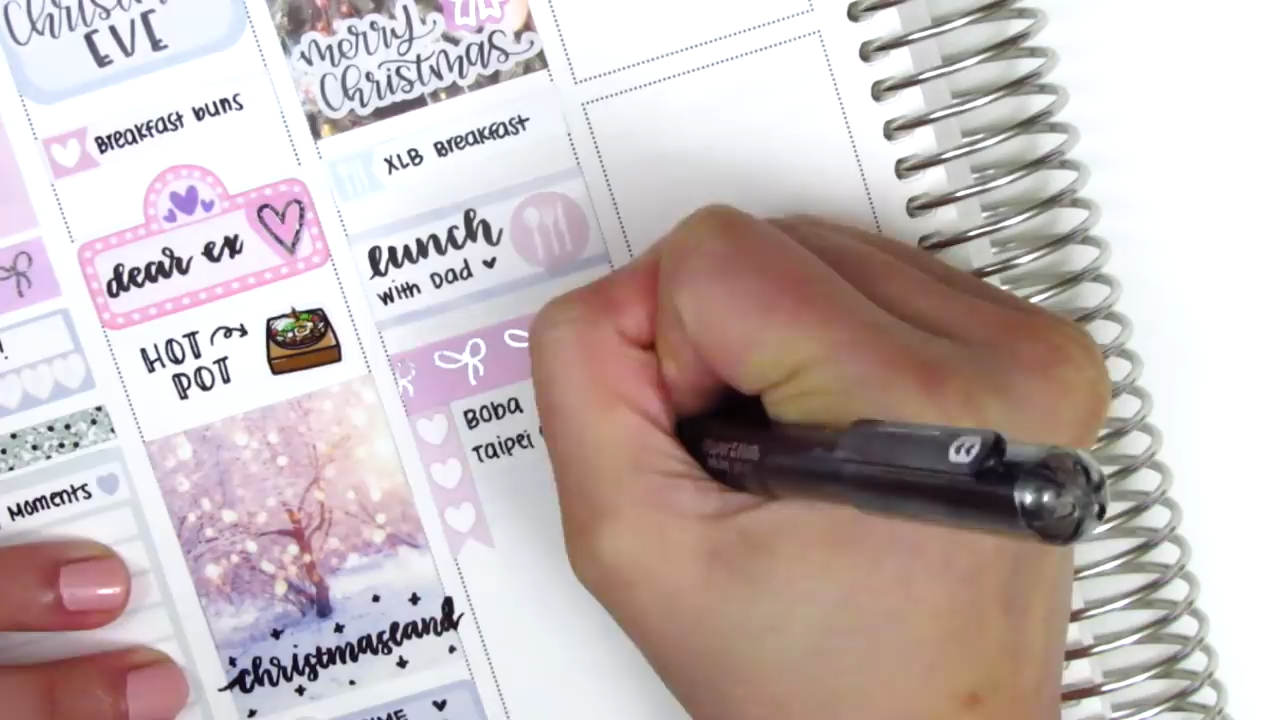 EVE
Breakfast buns
dear ex
HOT
POT
Moments
christmasland
merry
Christmas
XLB Breakfast
lunch
with Dad
Boba
Taipei